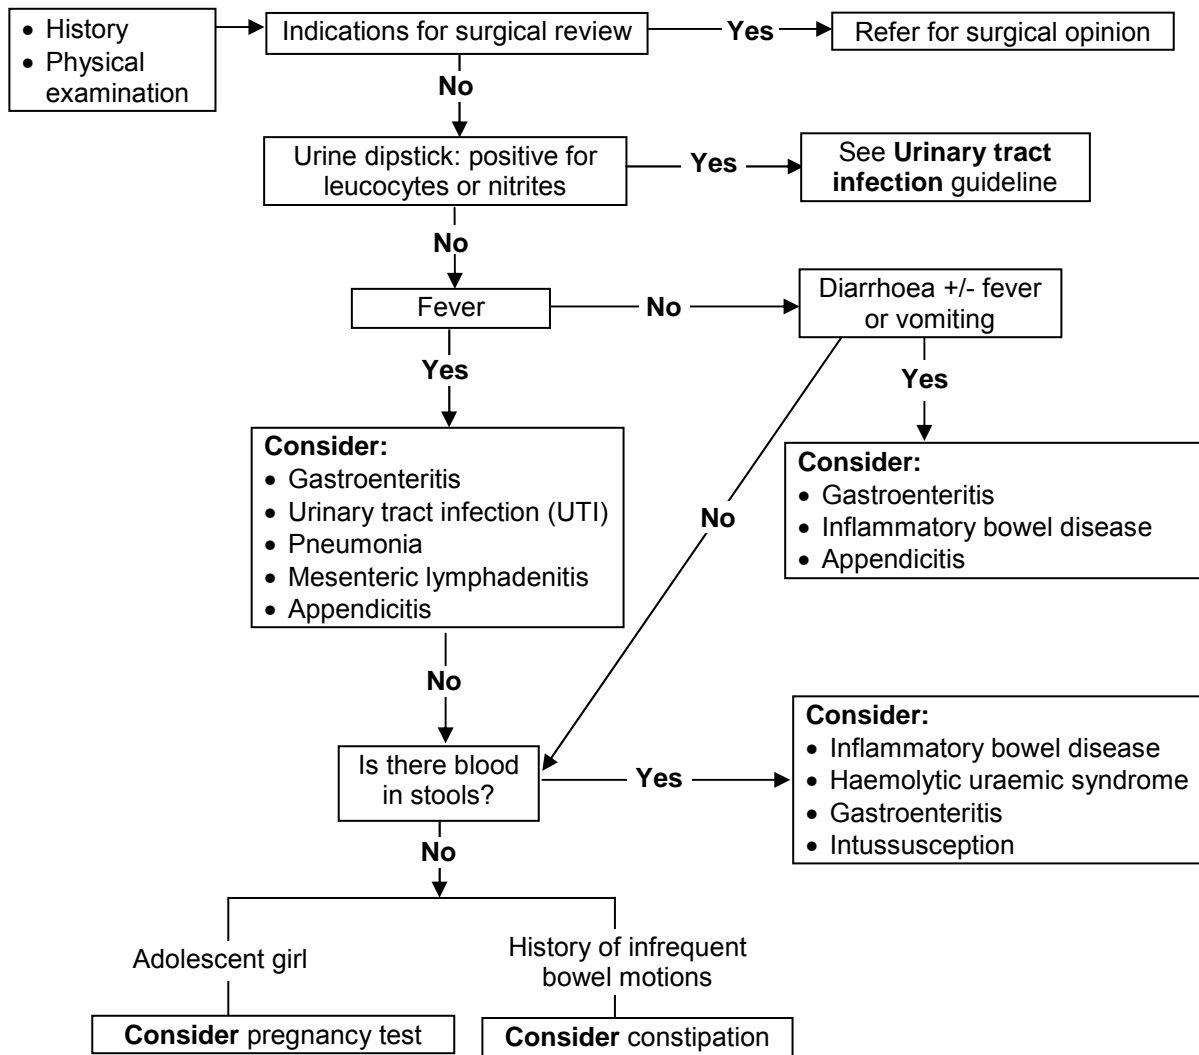 • History
• Physical
examination
Indications for surgical review
Yes
Refer for surgical opinion
No
Urine dipstick: positive for
leucocytes or nitrites
Yes
See Urinary tract
infection guideline
No
Fever
No
Diarrhoea +/- fever
or vomiting
Yes
Yes
Consider:
• Gastroenteritis
• Urinary tract infection (UTI)
• Pneumonia
• Mesenteric lymphadenitis
• Appendicitis
Consider:
• Gastroenteritis
• Inflammatory bowel disease
• Appendicitis
No
No
Is there blood
in stools?
Yes
Consider:
• Inflammatory bowel disease
• Haemolytic uraemic syndrome
• Gastroenteritis
• Intussusception
No
Adolescent girl
History of infrequent
bowel motions
Consider pregnancy test
Consider constipation